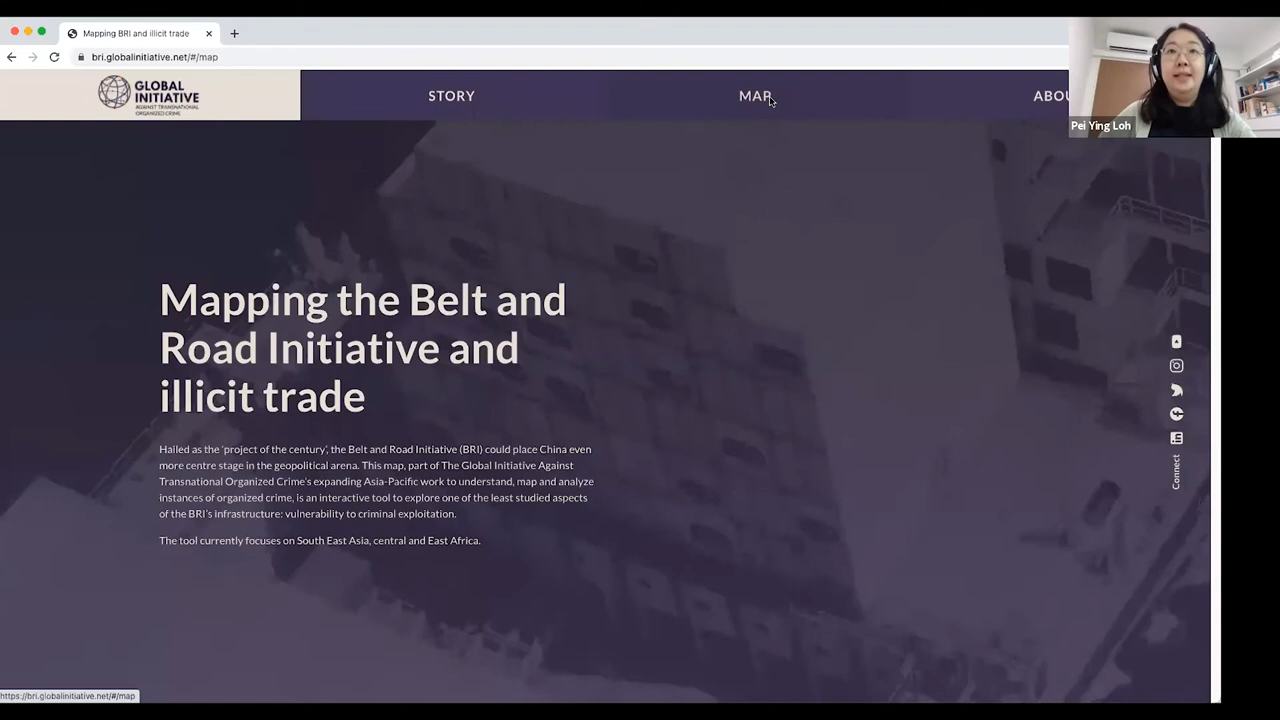 Mapping BRI and illicit trade
bri.globalinitiative.net/#/map
GLOBAL
INITIATIVE
AGAINST TRANSNATIONAL
ORGANIZED CRIME
STORY
MAP
ABOU
Pei Ying Loh
Mapping the Belt and
Road Initiative and
illicit trade
Hailed as the ‘project of the century’, the Belt and Road Initiative (BRI) could place China even
more centre stage in the geopolitical arena. This map, part of The Global Initiative Against
Transnational Organized Crime’s expanding Asia-Pacific work to understand, map and analyze
instances of organized crime, is an interactive tool to explore one of the least studied aspects
of the BRI’s infrastructure: vulnerability to criminal exploitation.
The tool currently focuses on South East Asia, central and East Africa.
Connect
https://bri.globalinitiative.net/#/map